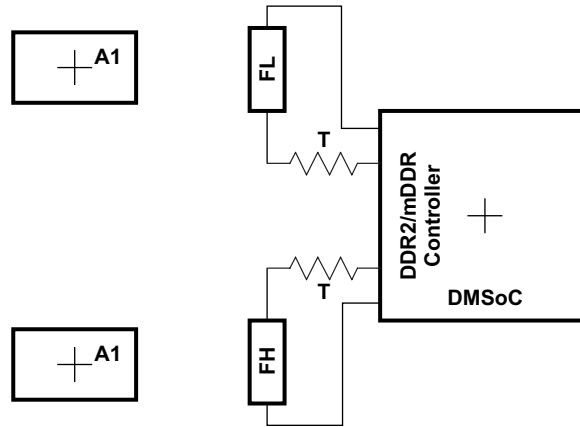 A1
FL
T
DDR2/mDDR
Controller
DMSoC
T
FH
A1